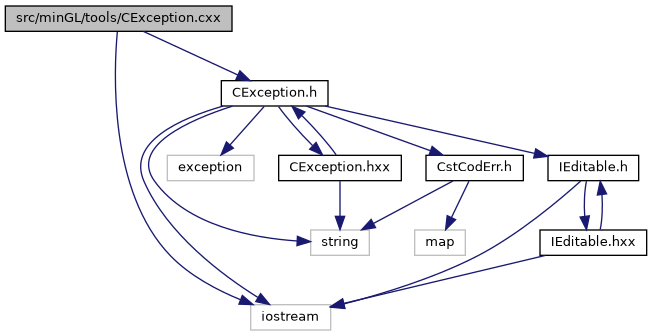 src/minGL/tools/CException.cxx
CException.h
exception
CException.hxx
CstCodErr.h
IEditable.h
string
map
IEditable.hxx
iostream